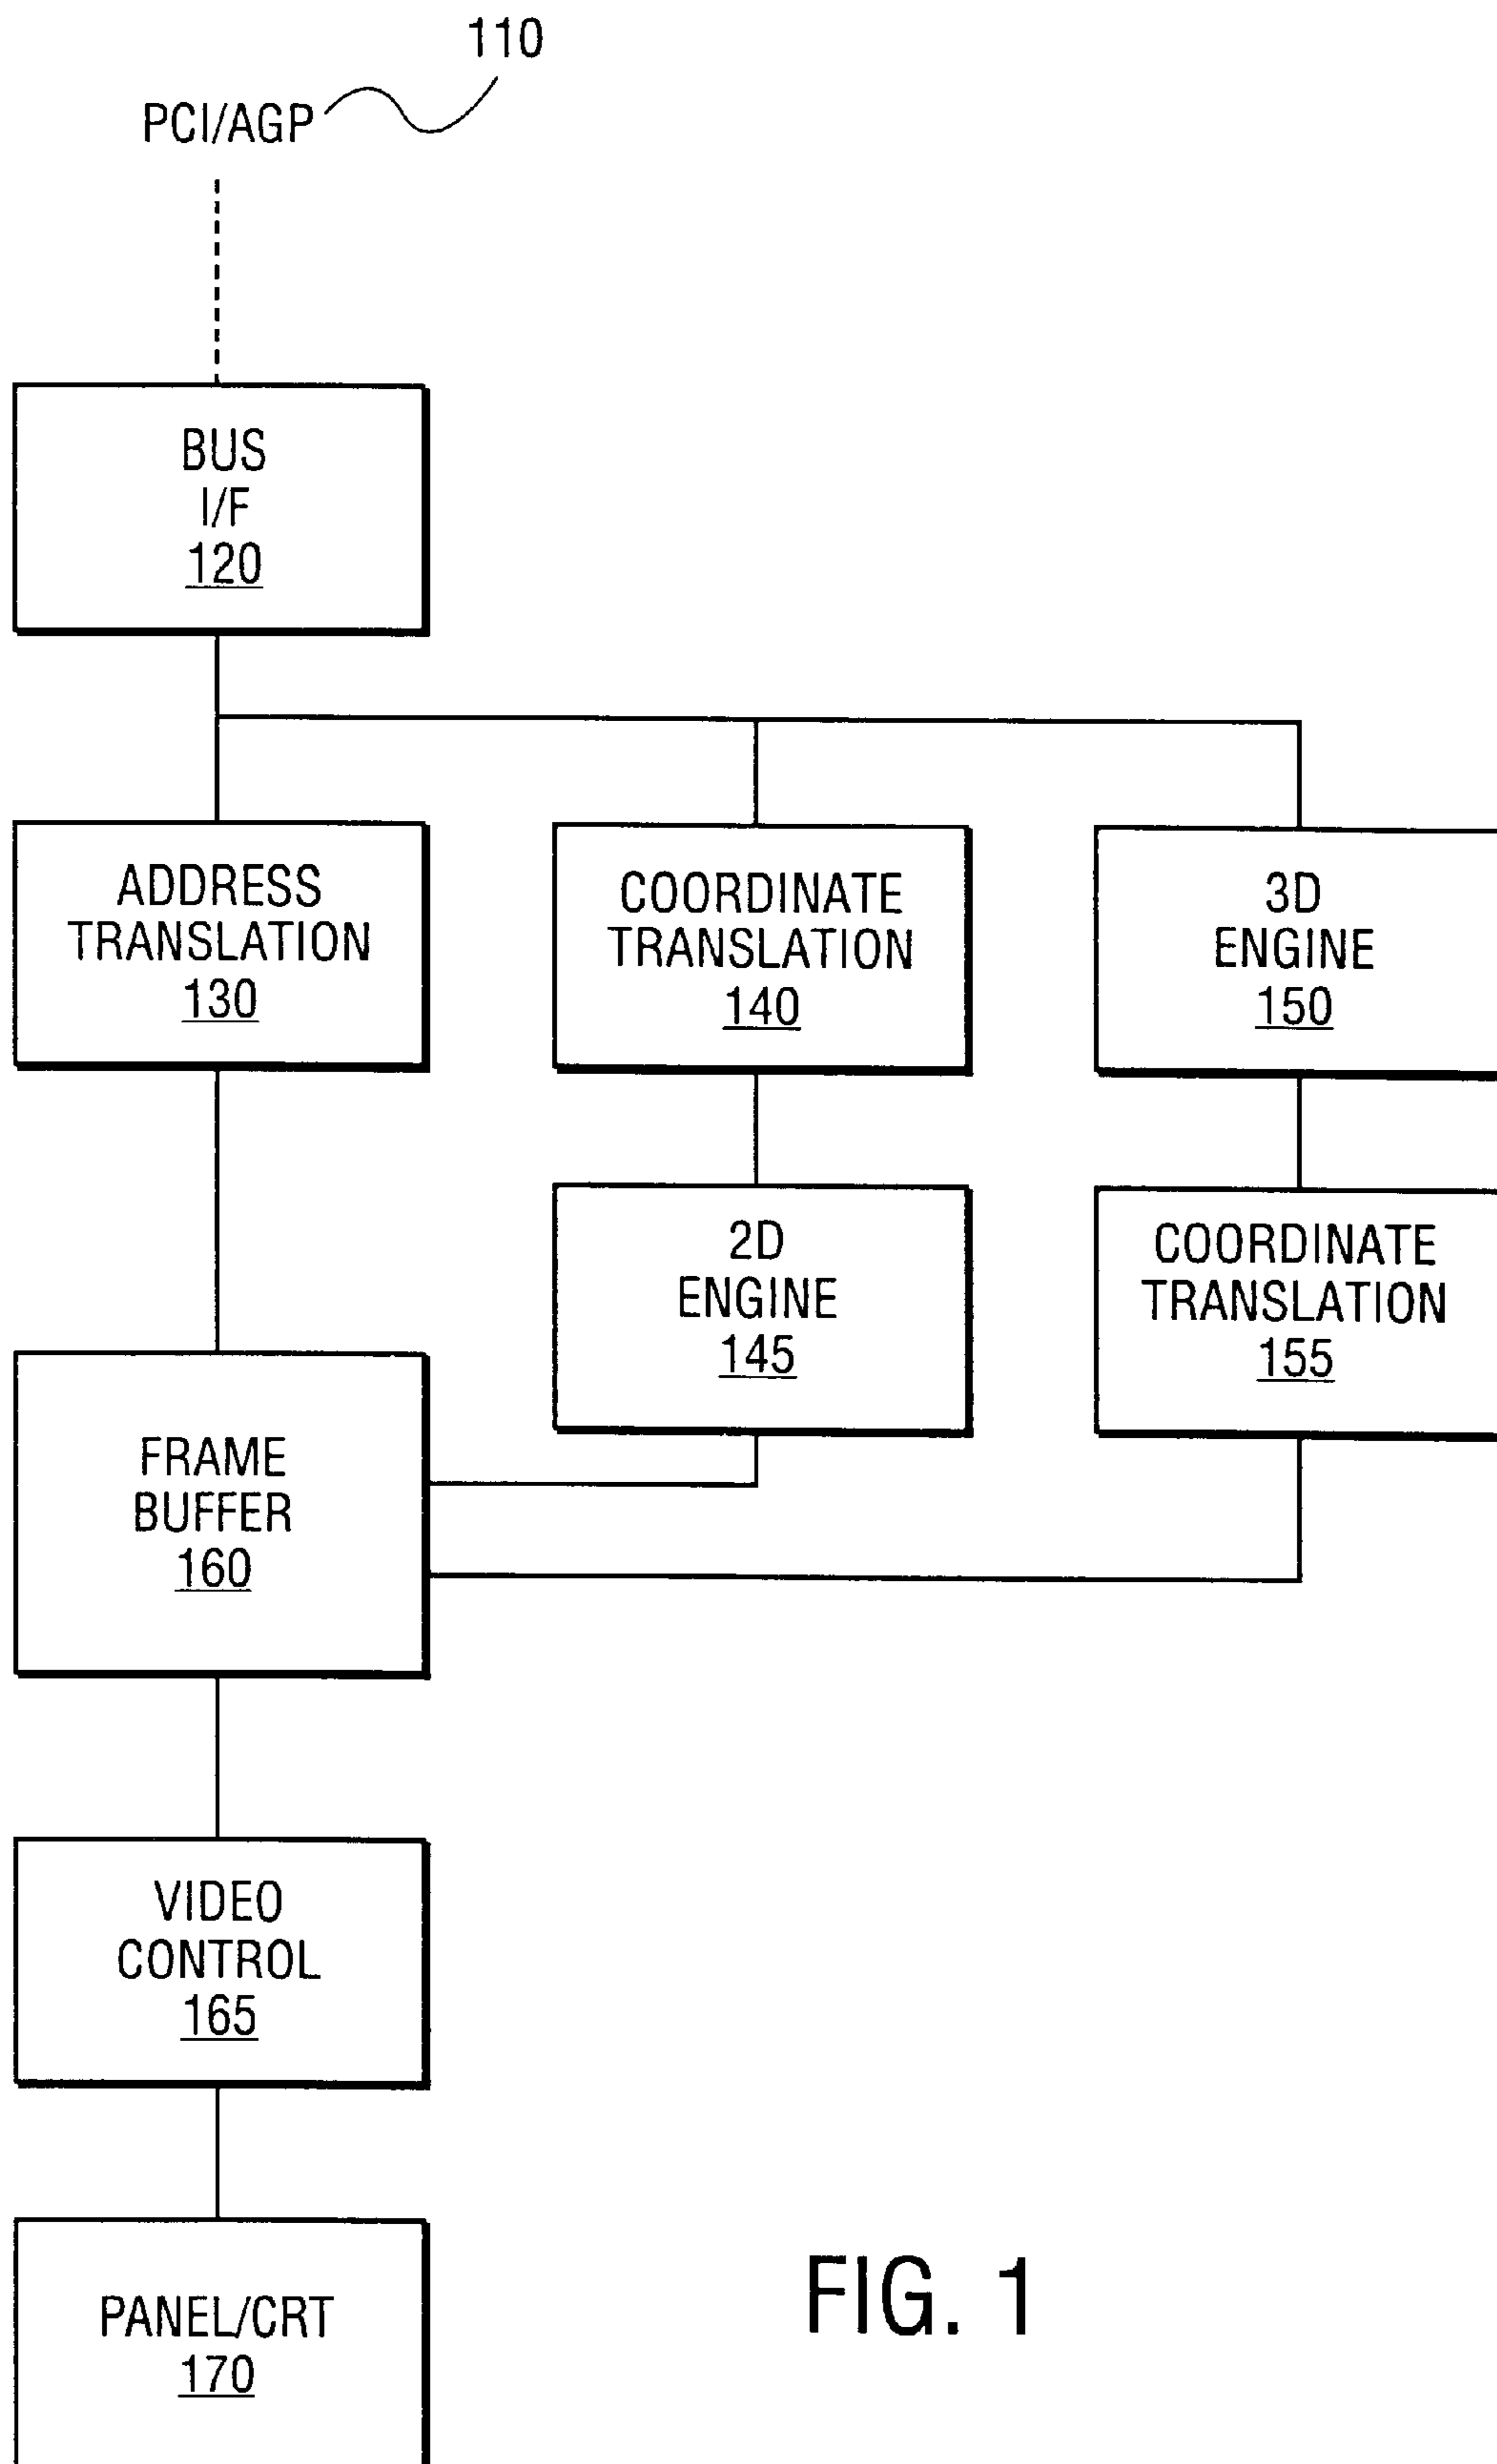 110
PCI/AGP
BUS
I/F
120
ADDRESS
TRANSLATION
130
COORDINATE
TRANSLATION
140
3D
ENGINE
150
2D
ENGINE
145
COORDINATE
TRANSLATION
155
FRAME
BUFFER
160
VIDEO
CONTROL
165
PANEL/CRT
170
FIG. 1